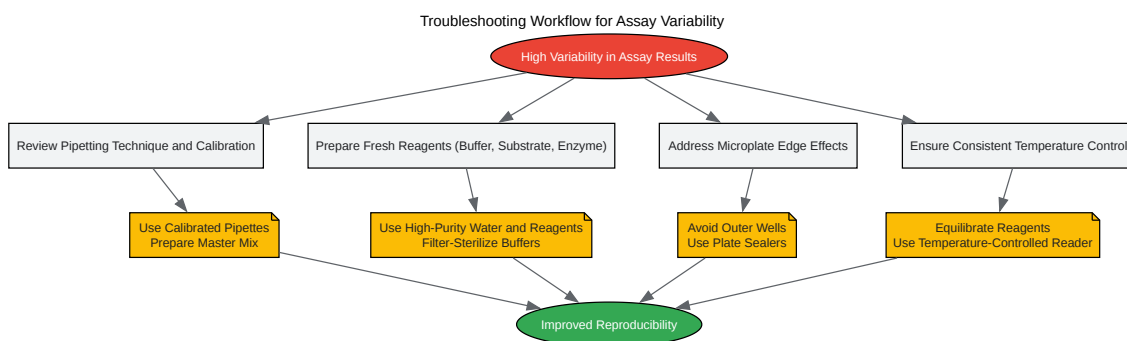 Troubleshooting Workflow for Assay Variability
High Variability in Assay Results
Review Pipetting Technique and Calibration
Prepare Fresh Reagents (Buffer, Substrate, Enzyme)
Address Microplate Edge Effects
Ensure Consistent Temperature Control
Use Calibrated Pipettes
Prepare Master Mix
Use High-Purity Water and Reagents
Filter-Sterilize Buffers
Avoid Outer Wells
Use Plate Sealers
Equilibrate Reagents
Use Temperature-Controlled Reader
Improved Reproducibility